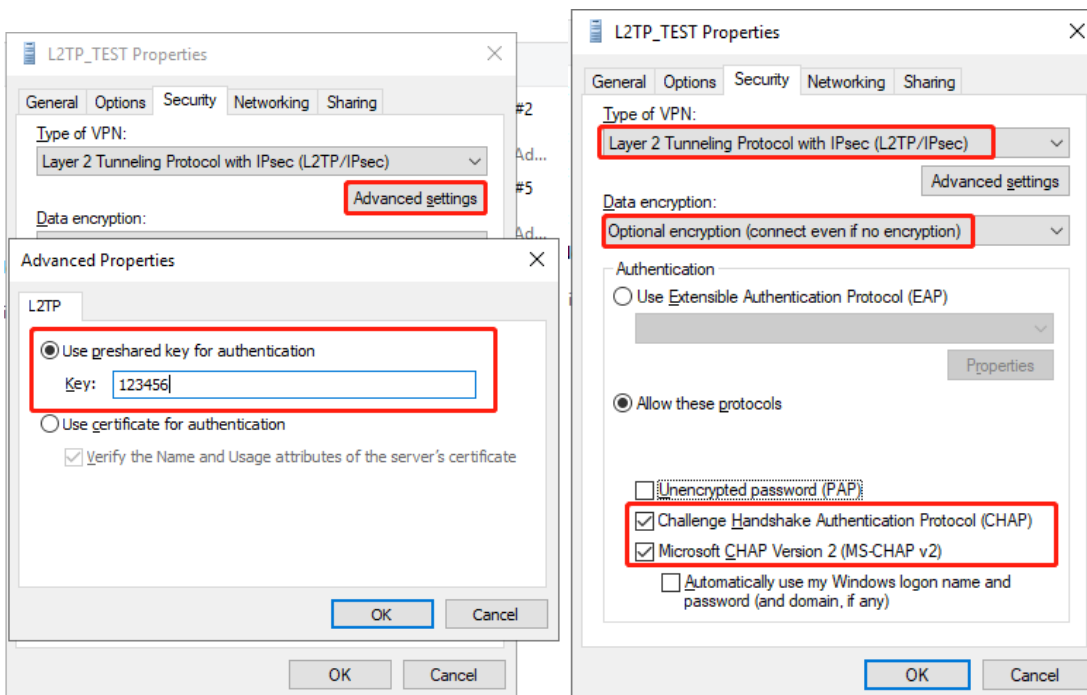 L2TP_TEST Properties
General Options Security Networking Sharing
Type of VPN:
Layer 2 Tunneling Protocol with IPsec (L2TP/IPsec)
Advanced settings
Data encryption:
Advanced Properties
L2TP
Use preshared key for authentication
Key: 123456
Use certificate for authentication
Verify the Name and Usage attributes of the server's certificate
OK Cancel
OK Cancel
#2
Ad...
#5
Ad...
L2TP_TEST Properties
General Options Security Networking Sharing
Type of VPN:
Layer 2 Tunneling Protocol with IPsec (L2TP/IPsec)
Advanced settings
Data encryption:
Optional encryption (connect even if no encryption)
Authentication
Use Extensible Authentication Protocol (EAP)
Properties
Allow these protocols
Unencrypted password (PAP)
Challenge Handshake Authentication Protocol (CHAP)
Microsoft CHAP Version 2 (MS-CHAP v2)
Automatically use my Windows logon name and
password (and domain, if any)
OK Cancel